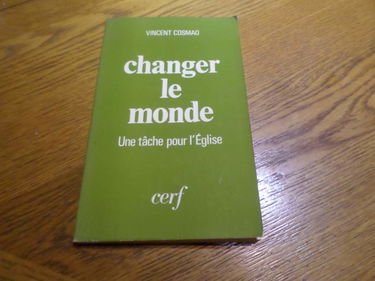 VINCENT COSMAO
changer
le
monde
Une tâche pour l'Église
cerf